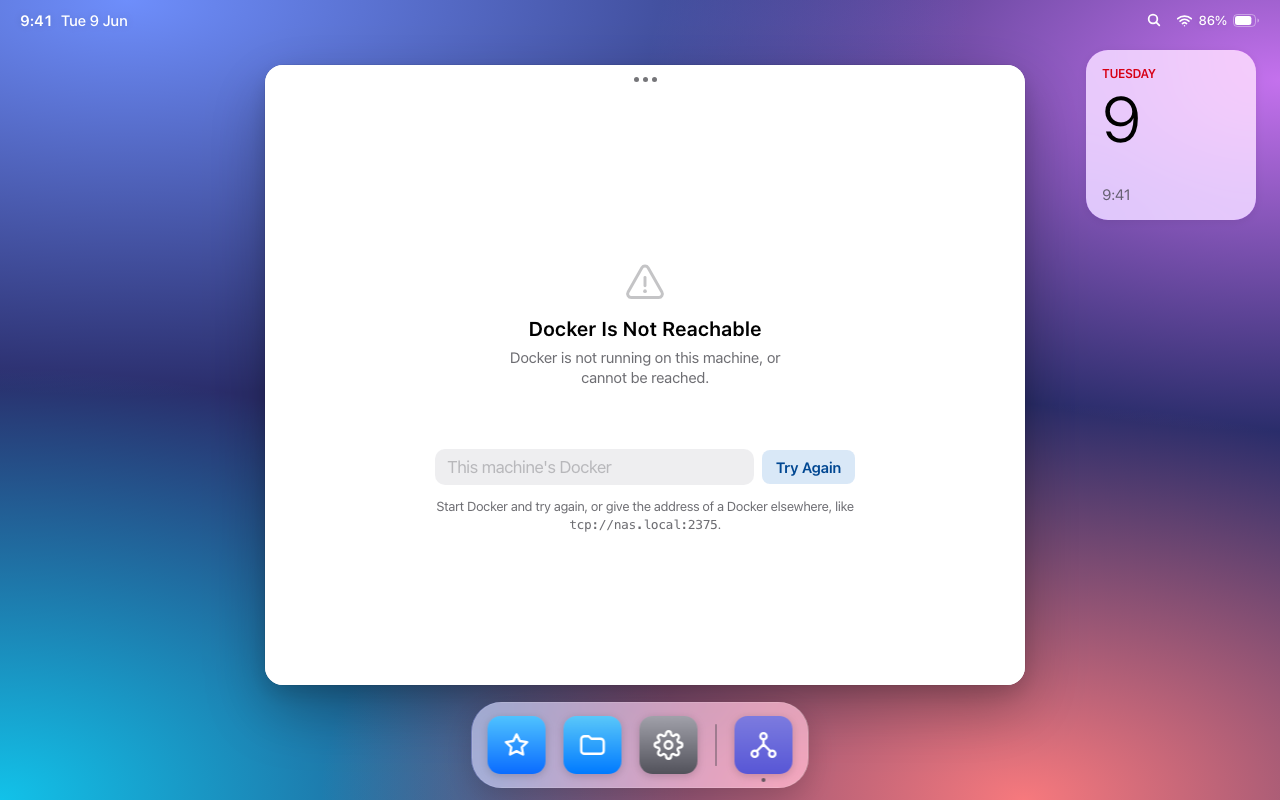 9:41 Tue 9 Jun
86%
TUESDAY
9
9:41
Docker Is Not Reachable
Docker is not running on this machine, or
cannot be reached.
This machine's Docker
Try Again
Start Docker and try again, or give the address of a Docker elsewhere, like
tcp://nas.local:2375.